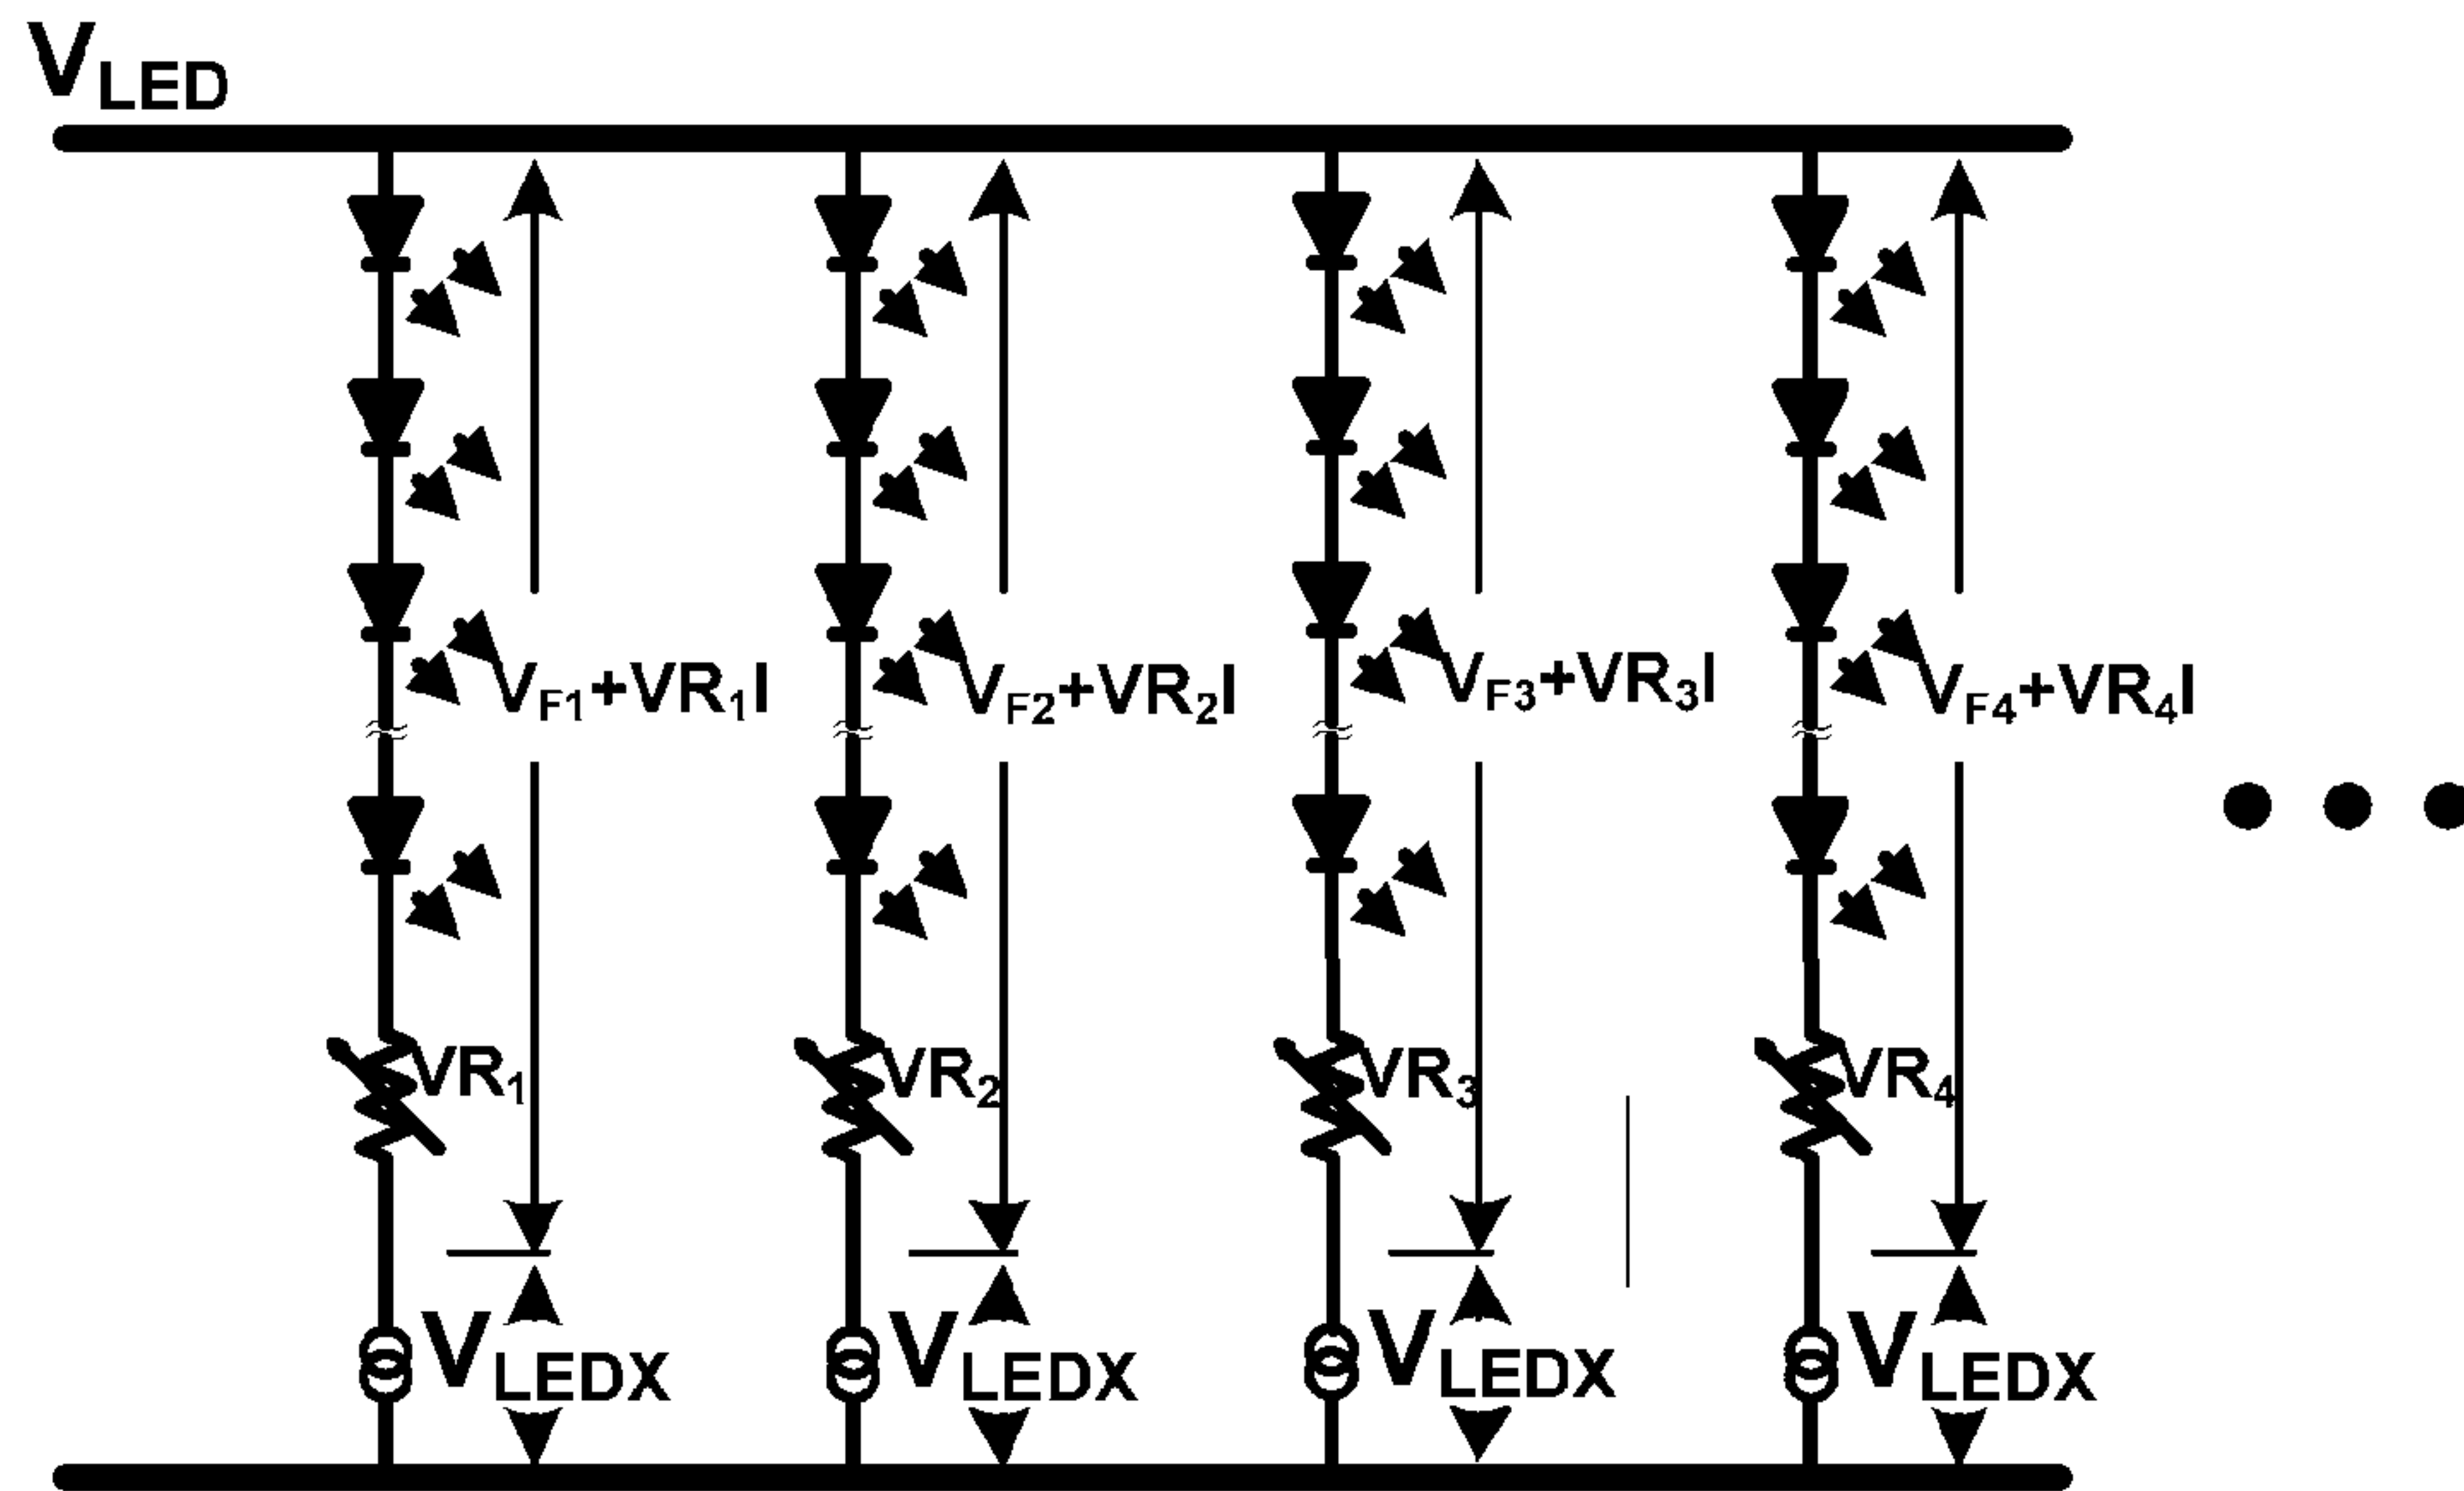 VLED
VF1+VR1I VF2+VR2I VF3+VR3I VF4+VR4I
VR1 VR2 VR3 VR4
VLEDX VLEDX VLEDX VLEDX